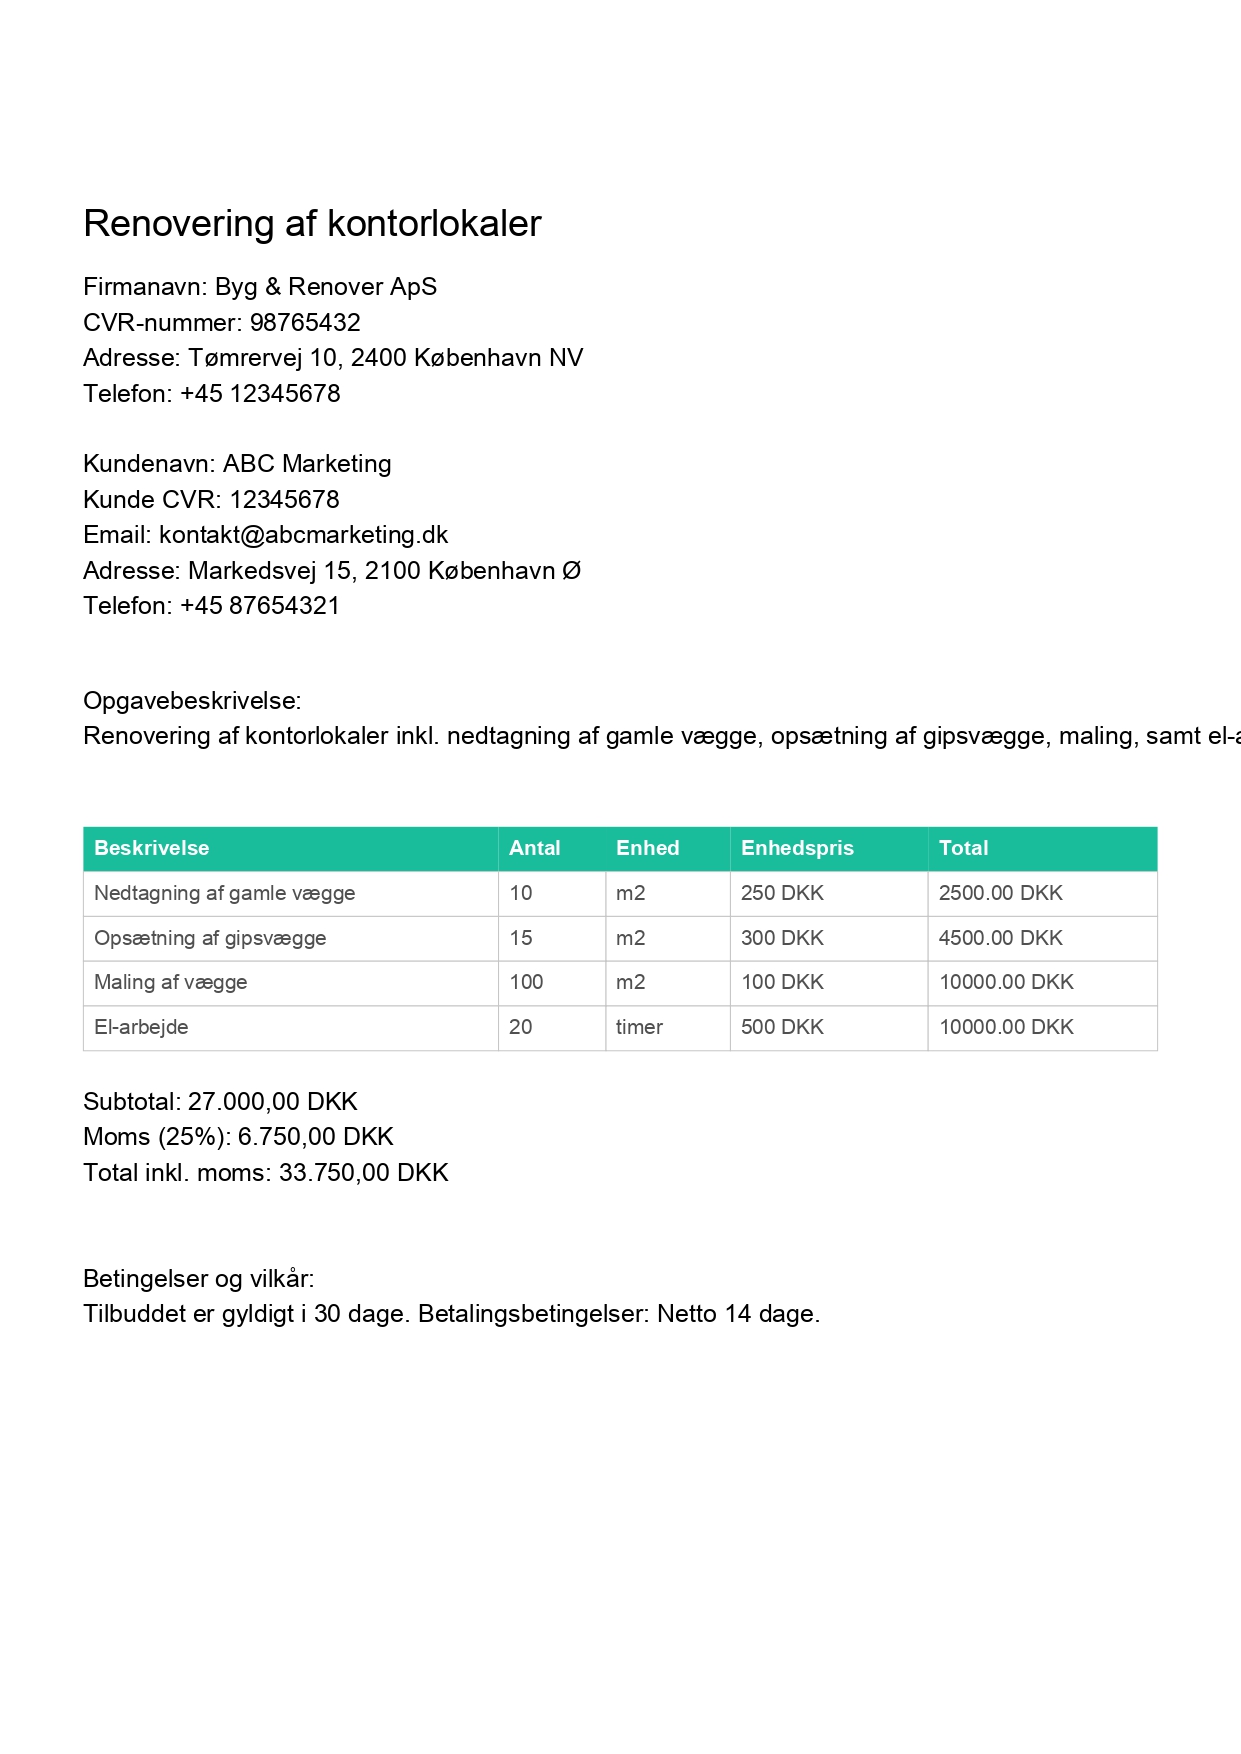 Renovering af kontorlokaler
Firmanavn: Byg & Renover ApS
CVR-nummer: 98765432
Adresse: Tømrervej 10, 2400 København NV
Telefon: +45 12345678
Kundenavn: ABC Marketing
Kunde CVR: 12345678
Email: kontakt@abcmarketing.dk
Adresse: Markedsvej 15, 2100 København Ø
Telefon: +45 87654321
Opgavebeskrivelse:
Renovering af kontorlokaler inkl. nedtagning af gamle vægge, opsætning af gipsvægge, maling, samt
Beskrivelse Antal Enhed Enhedspris Total
Nedtagning af gamle vægge 10 m2 250 DKK 2500.00 DKK
Opsætning af gipsvægge 15 m2 300 DKK 4500.00 DKK
Maling af vægge 100 m2 100 DKK 10000.00 DKK
El-arbejde 20 timer 500 DKK 10000.00 DKK
Subtotal: 27.000,00 DKK
Moms (25%): 6.750,00 DKK
Total inkl. moms: 33.750,00 DKK
Betingelser og vilkår:
Tilbuddet er gyldigt i 30 dage. Betalingsbetingelser: Netto 14 dage.